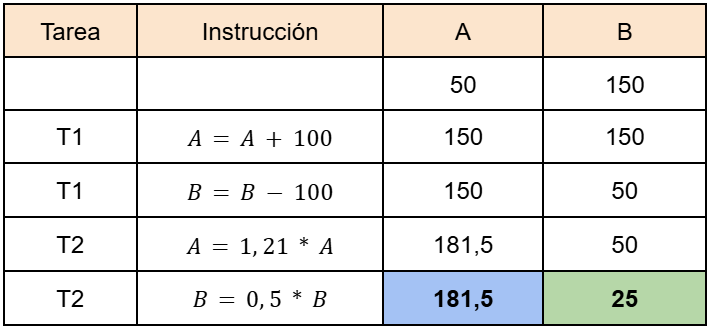 Tarea Instrucción A B
50 150
T1 A = A + 100 150 150
T1 B = B − 100 150 50
T2 A = 1, 21 * A 181,5 50
T2 B = 0, 5 * B 181,5 25